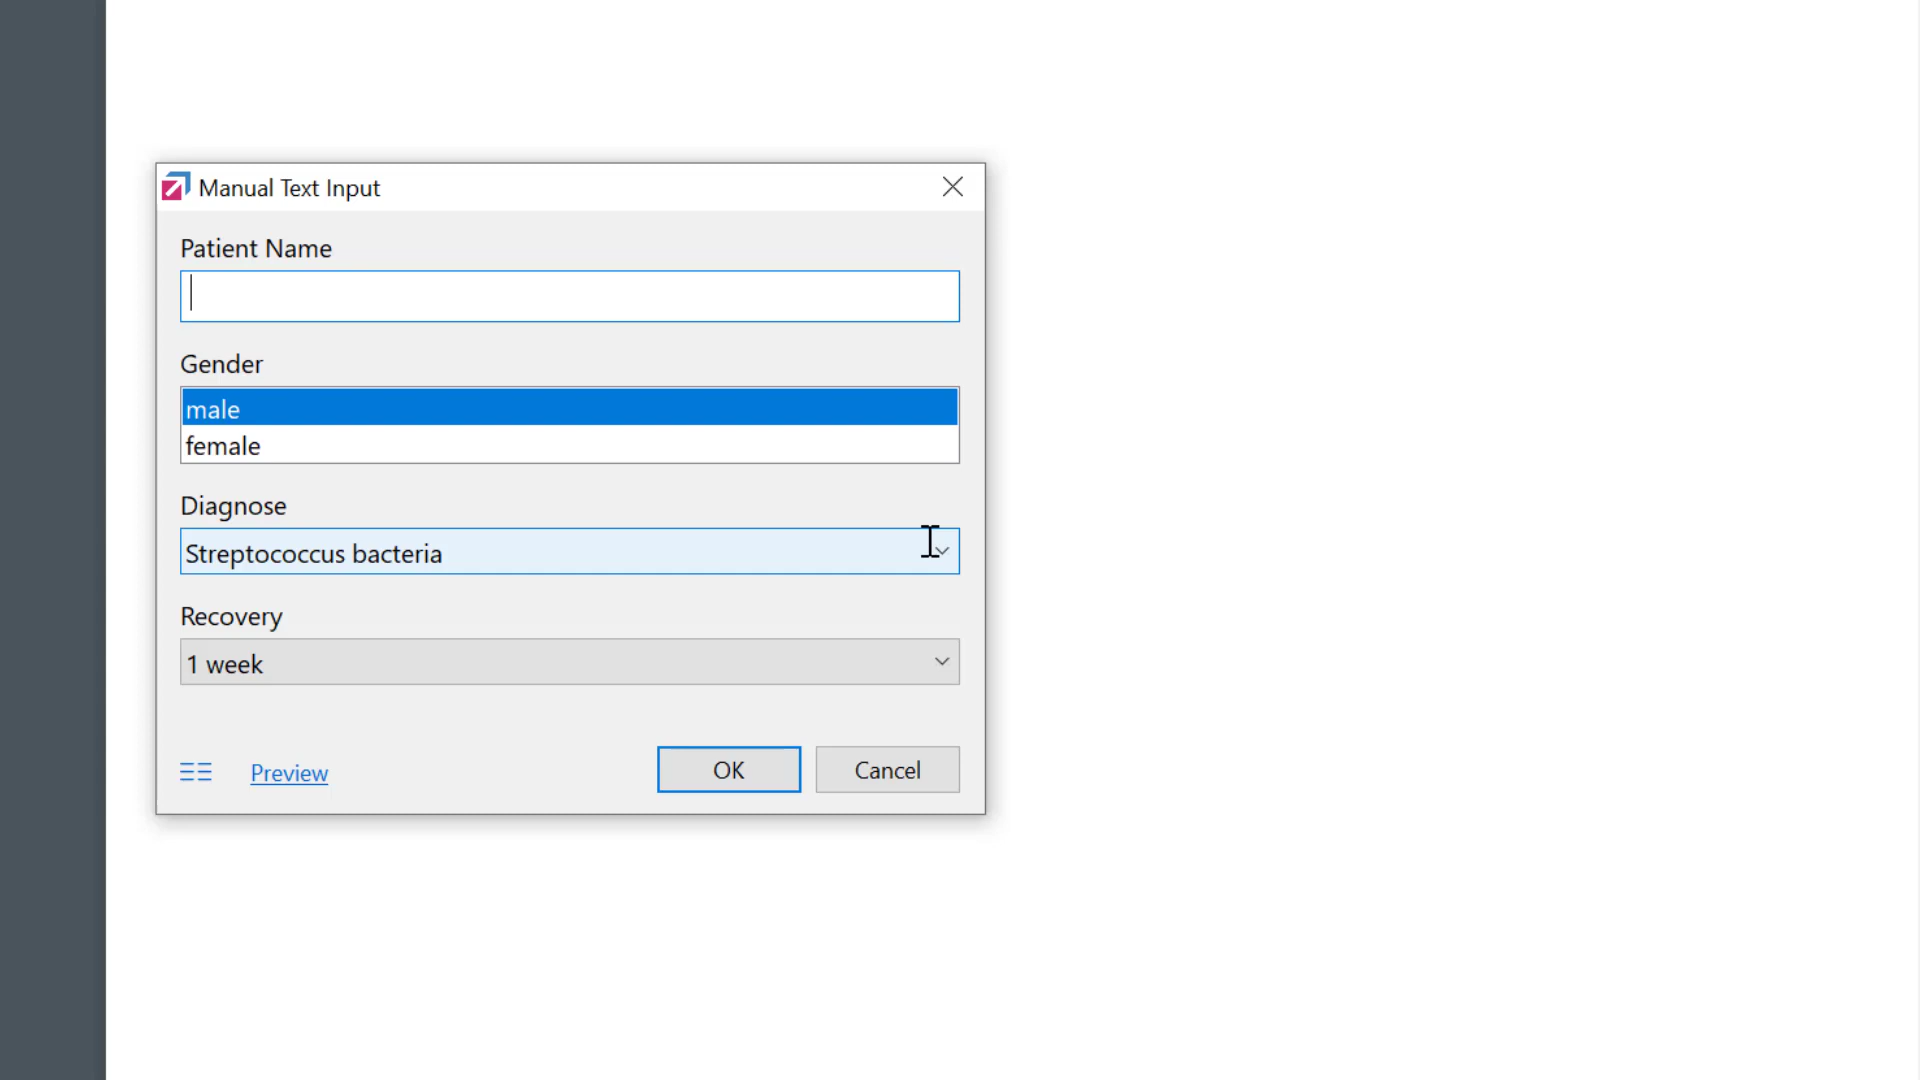 Manual Text Input
Patient Name
Gender
male
female
Diagnose
Streptococcus bacteria
Recovery
1 week
Preview
OK
Cancel